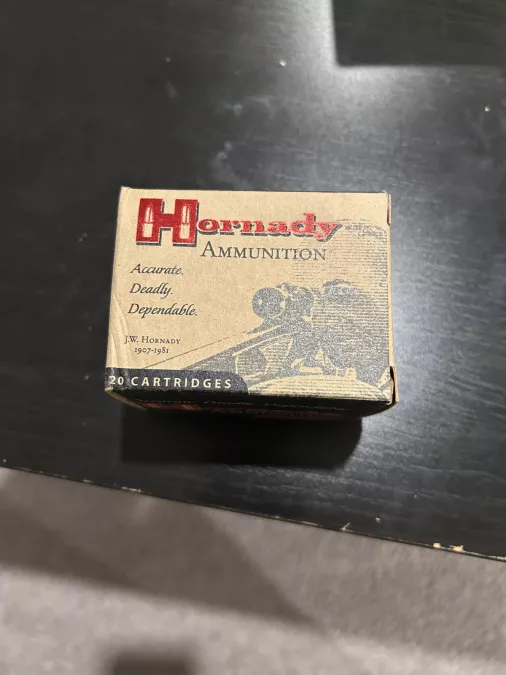 Hornady
AMMUNITION
Accurate.
Deadly.
Dependable.
J.W. HORNADY
1907-1981
20 CARTRIDGES